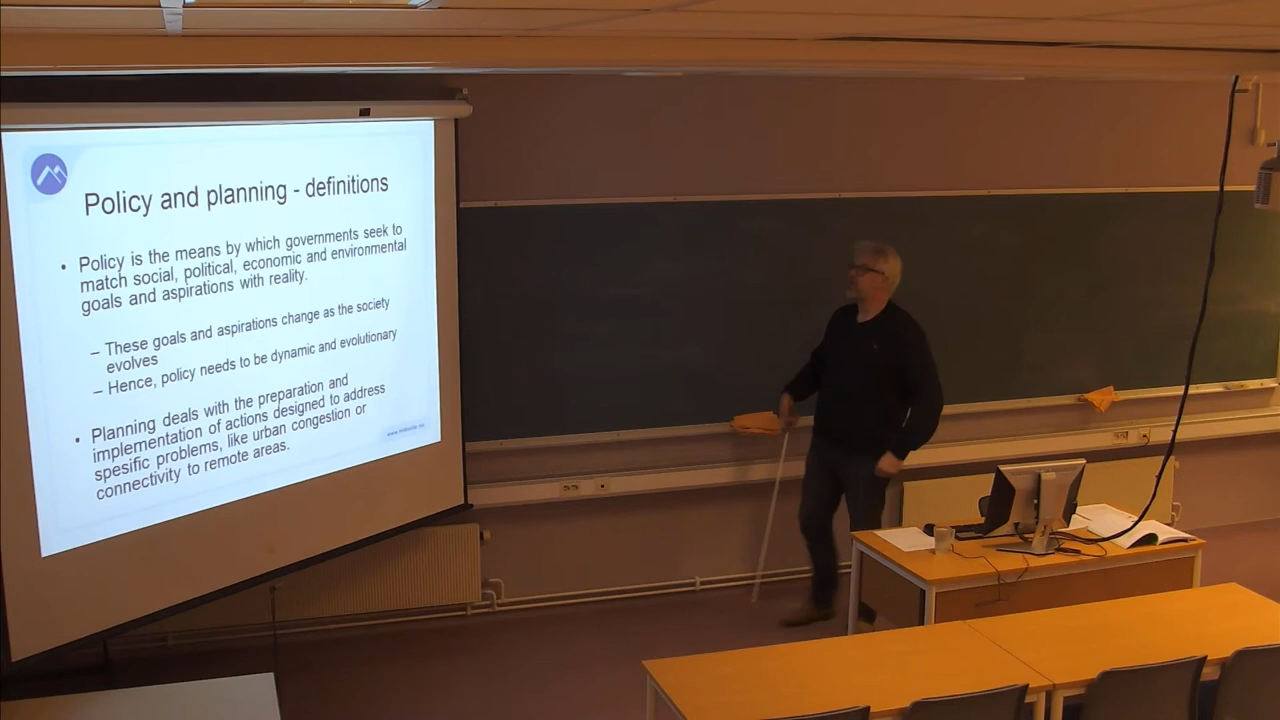 Policy and planning - definitions
• Policy is the means by which governments seek to
match social, political, economic and environmental
goals and aspirations with reality.
– These goals and aspirations change as the society
evolves
– Hence, policy needs to be dynamic and evolutionary
• Planning deals with the preparation and
implementation of actions designed to address
spesific problems, like urban congestion or
connectivity to remote areas.